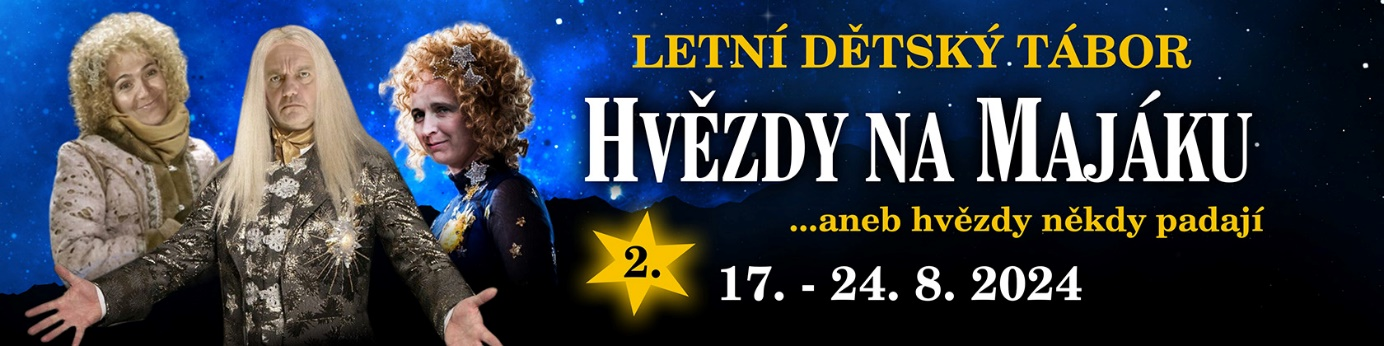 LETNÍ DĚTSKÝ TÁBOR
HVĚZDY NA MAJÁKU
...aneb hvězdy někdy padají
2.
17. - 24. 8. 2024